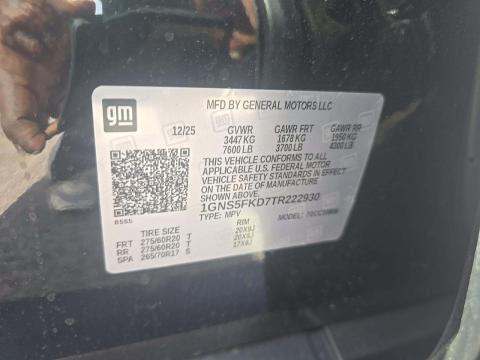 gm
MFD BY GENERAL MOTORS LLC
12/25 GVWR GAWR FRT GAWR RR
3447 KG 1678 KG 1950 KG
7600 LB 3700 LB 4300 LB
THIS VEHICLE CONFORMS TO ALL
APPLICABLE U.S. FEDERAL MOTOR
VEHICLE SAFETY STANDARDS IN EFFECT
ON THE DATE OF MANUFACTURE SHOWN ABOVE.
1GNS5FKD7TR222930
TYPE: MPV MODEL:
TIRE SIZE RIM
FRT 275/60R20 T 20X9J
RR 275/60R20 T 20X9J
SPA 265/70R17 S 17X8J